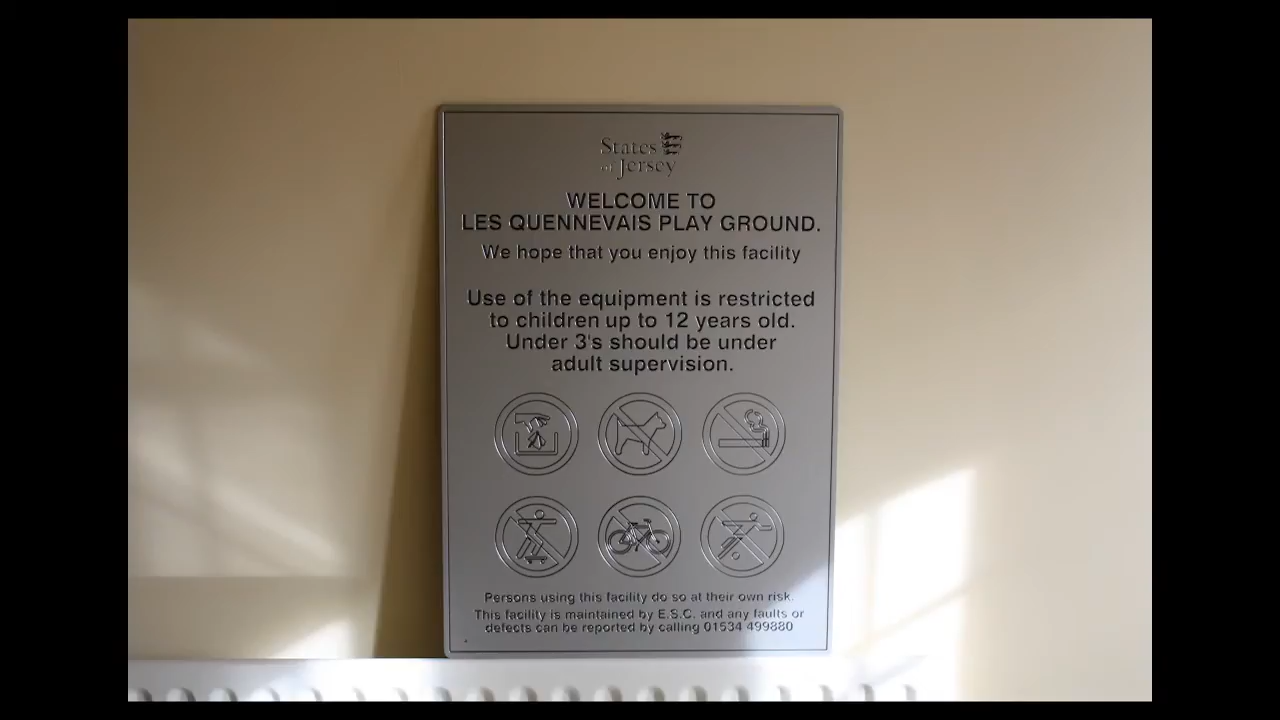 States
of Jersey
WELCOME TO
LES QUENNEVAIS PLAY GROUND.
We hope that you enjoy this facility
Use of the equipment is restricted
to children up to 12 years old.
Under 3's should be under
adult supervision.
Persons using this facility do so at their own risk.
This facility is maintained by E.S.C. and any faults or
defects can be reported by calling 01534 499880